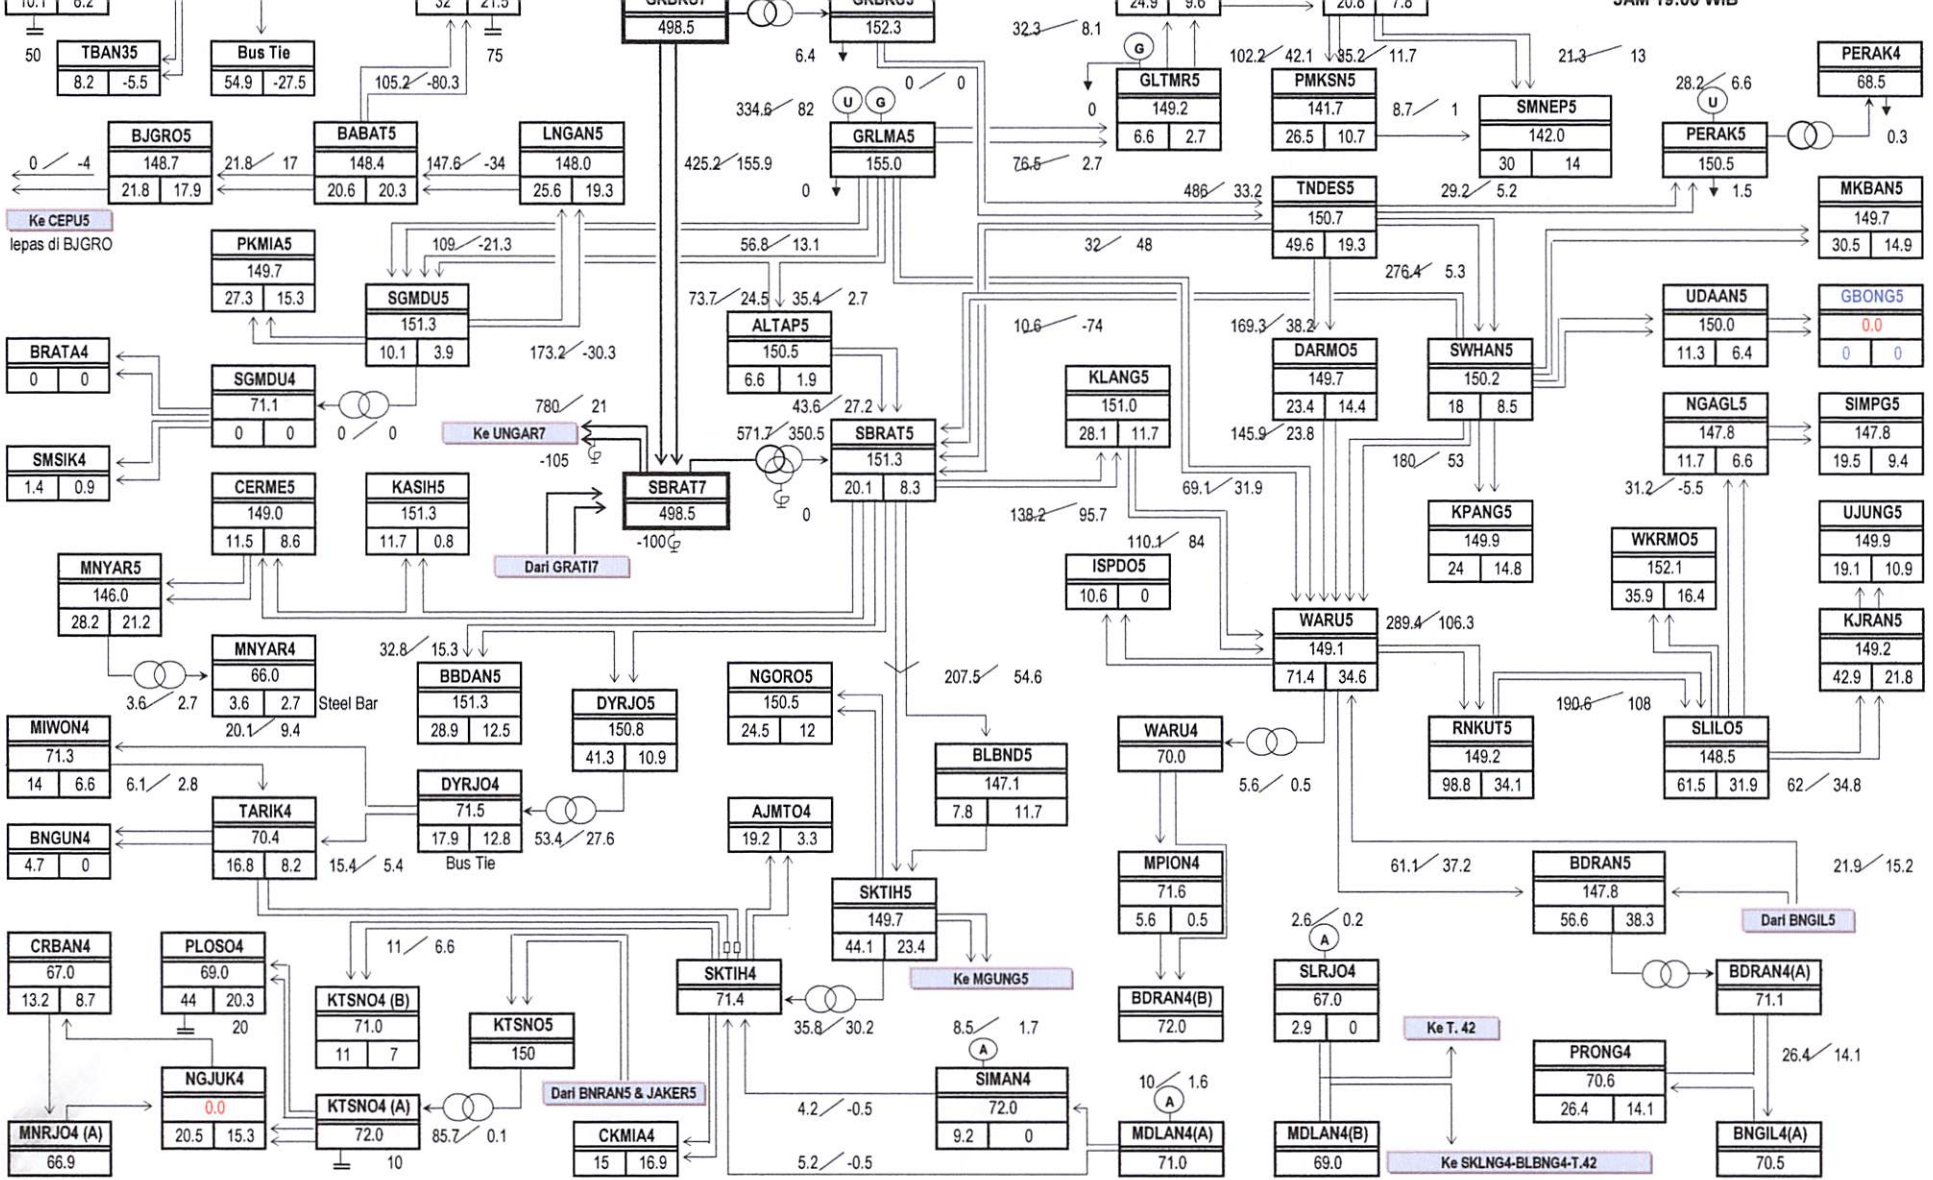 10.1 6.2
50
TBAN35
8.2 -5.5
Bus Tie
54.9 -27.5
32 21.5
75
105.2 -80.3
GRBRG7
498.5
152.3
6.4
0 0
334.6 82
U G
32.3 8.1
24.9 9.6
20.8 7.8
JAM 19:00 WIB
G
0
GLTMR5
149.2
6.6 2.7
102.2 42.1 35.2 11.7
PMKSN5
141.7
26.5 10.7
8.7 1
21.3 13
SMNEP5
142.0
30 14
28.2 6.6
U
PERAK5
150.5
1.5
PERAK4
68.5
0.3
BJGRO5
148.7
21.8 17.9
0 -4
21.8 17
BABAT5
148.4
20.6 20.3
147.6 -34
LNGAN5
148.0
25.6 19.3
425.2 155.9
GRLMA5
155.0
0
76.5 2.7
486 33.2
TNDES5
150.7
49.6 19.3
29.2 5.2
MKBAN5
149.7
30.5 14.9
Ke CEPU5
lepas di BJGRO
PKMIA5
149.7
27.3 15.3
109 -21.3
56.8 13.1
32 48
276.4 5.3
SGMDU5
151.3
10.1 3.9
73.7 24.5 35.4 2.7
ALTAP5
150.5
6.6 1.9
10.6 -74
169.3 38.2
UDAAN5
150.0
11.3 6.4
GBONG5
0.0
0 0
BRATA4
0 0
SGMDU4
71.1
0 0
0 0
173.2 -30.3
DARMO5
149.7
23.4 14.4
SWHAN5
150.2
18 8.5
KLANG5
151.0
28.1 11.7
NGAGL5
147.8
11.7 6.6
SIMPG5
147.8
19.5 9.4
780 21
Ke UNGAR7
-105
43.6 27.2
571.7 350.5
SBRAT5
151.3
20.1 8.3
145.9 23.8
180 53
SMSIK4
1.4 0.9
CERME5
149.0
11.5 8.6
KASIH5
151.3
11.7 0.8
SBRAT7
498.5
-100
0
69.1 31.9
138.2 95.7
110.1 84
KPANG5
149.9
24 14.8
31.2 -5.5
WKRMO5
152.1
35.9 16.4
UJUNG5
149.9
19.1 10.9
Dari GRATI7
MNYAR5
146.0
28.2 21.2
ISPDO5
10.6 0
WARU5
149.1
71.4 34.6
289.4 106.3
KJRAN5
149.2
42.9 21.8
MNYAR4
66.0
3.6 2.7
Steel Bar
3.6 2.7
20.1 9.4
32.8 15.3
BBDAN5
151.3
28.9 12.5
DYRJO5
150.8
41.3 10.9
NGORO5
150.5
24.5 12
207.5 54.6
BLBND5
147.1
7.8 11.7
WARU4
70.0
5.6 0.5
RNKUT5
149.2
98.8 34.1
190.6 108
SLILO5
148.5
61.5 31.9
62 34.8
MIWON4
71.3
14 6.6
6.1 2.8
TARIK4
70.4
16.8 8.2
BNGUN4
4.7 0
15.4 5.4
DYRJO4
71.5
17.9 12.8
Bus Tie
53.4 27.6
AJMTO4
19.2 3.3
SKTIH5
149.7
44.1 23.4
Ke MGUNG5
MPION4
71.6
5.6 0.5
BDRAN4(B)
72.0
61.1 37.2
BDRAN5
147.8
56.6 38.3
21.9 15.2
Dari BNGIL5
2.6 0.2
A
SLRJO4
67.0
2.9 0
Ke T. 42
BDRAN4(A)
71.1
26.4 14.1
PRONG4
70.6
26.4 14.1
BNGIL4(A)
70.5
CRBAN4
67.0
13.2 8.7
PLOSO4
69.0
44 20.3
20
11 6.6
KTSNO4 (B)
71.0
11 7
KTSNO5
150
SKTIH4
71.4
35.8 30.2
8.5 1.7
A
SIMAN4
72.0
9.2 0
NGJUK4
0.0
20.5 15.3
KTSNO4 (A)
72.0
10
85.7 0.1
Dari BNRAN5 & JAKER5
CKMIA4
15 16.9
4.2 -0.5
5.2 -0.5
10 1.6
A
MDLAN4(A)
71.0
MDLAN4(B)
69.0
Ke SKLNG4-BLBNG4-T.42
MNRJO4 (A)
66.9